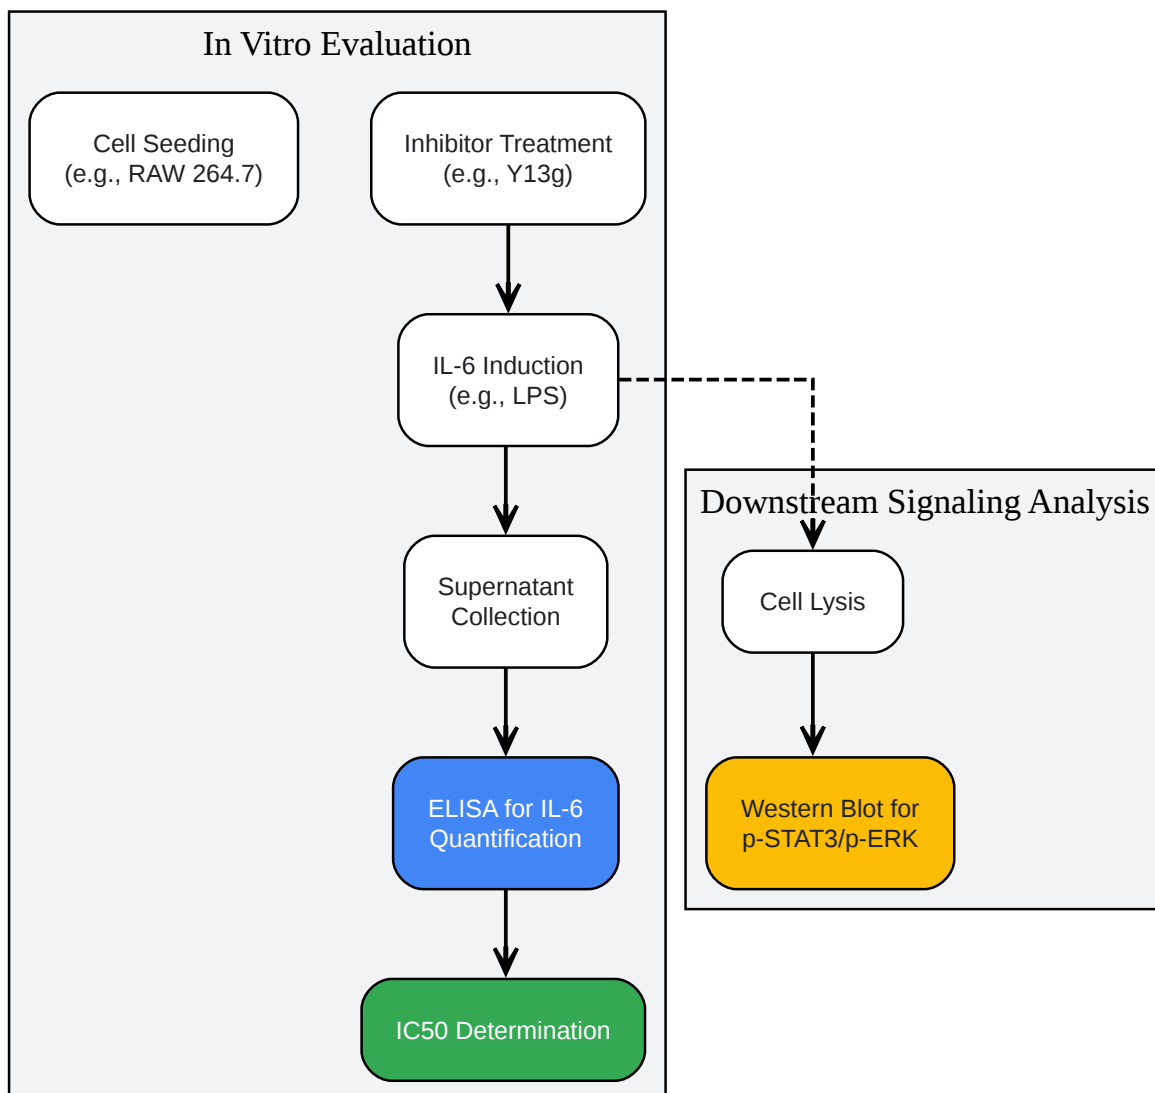 In Vitro Evaluation
Cell Seeding
(e.g., RAW 264.7)
Inhibitor Treatment
(e.g., Y13g)
IL-6 Induction
(e.g., LPS)
Supernatant
Collection
ELISA for IL-6
Quantification
IC50 Determination
Downstream Signaling Analysis
Cell Lysis
Western Blot for
p-STAT3/p-ERK